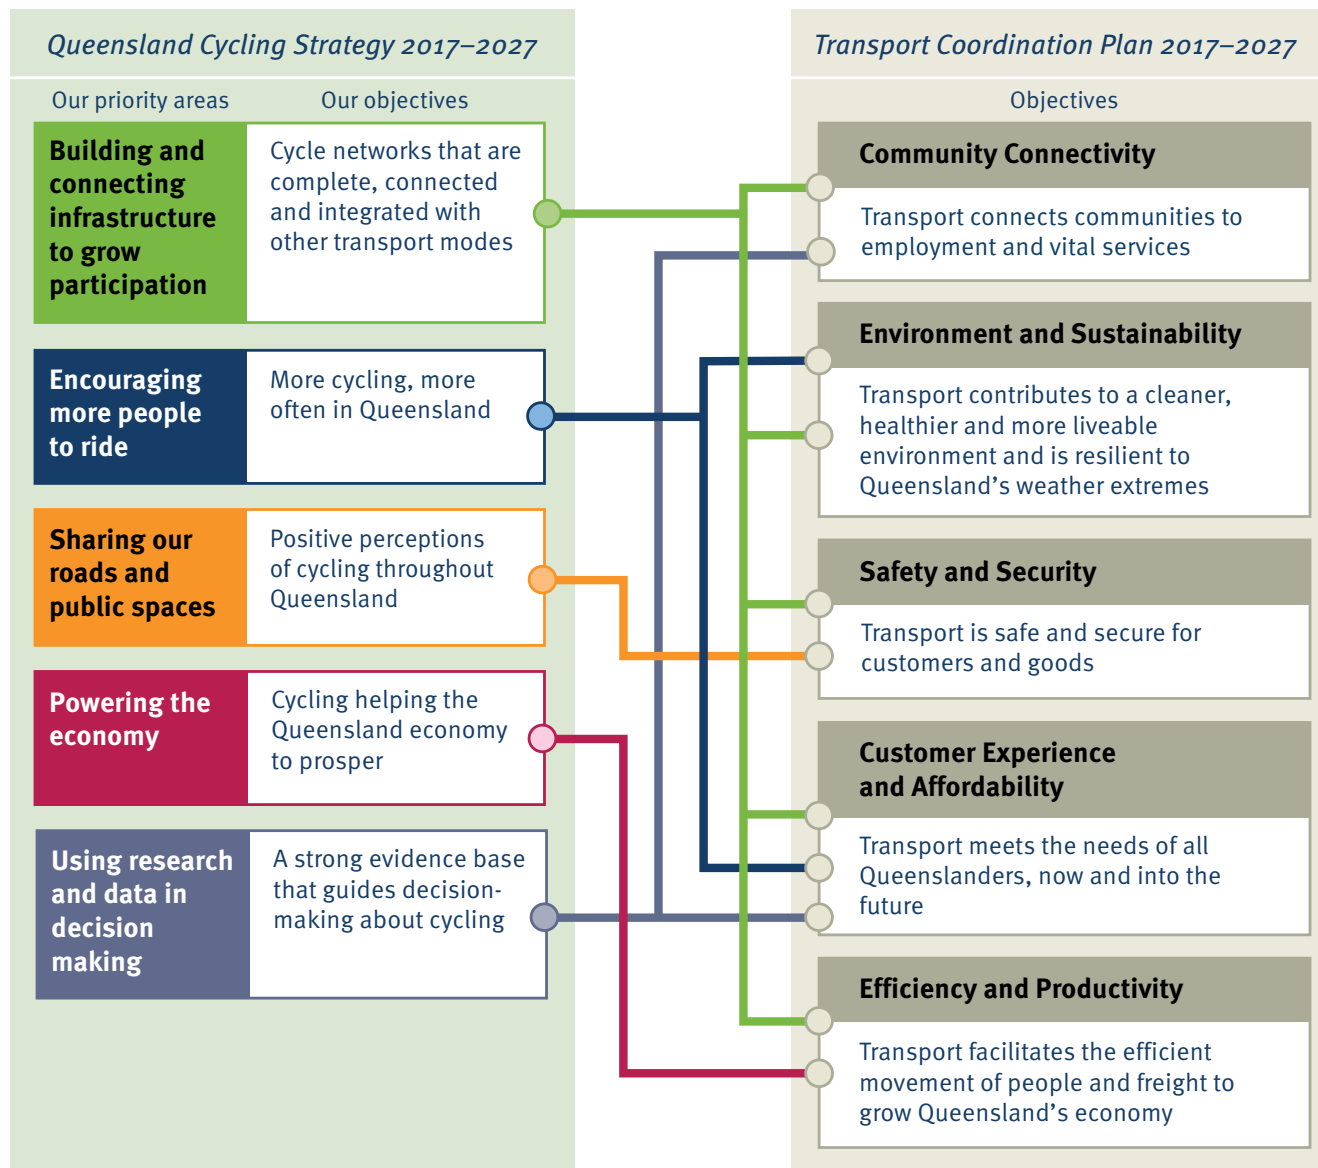 Queensland Cycling Strategy 2017–2027
Our priority areas
Our objectives
Building and
connecting
infrastructure
to grow
participation
Cycle networks that are
complete, connected
and integrated with
other transport modes
Encouraging
more people
to ride
More cycling, more
often in Queensland
Sharing our
roads and
public spaces
Positive perceptions
of cycling throughout
Queensland
Powering the
economy
Cycling helping the
Queensland economy
to prosper
Using research
and data in
decision
making
A strong evidence base
that guides decision-
making about cycling
Transport Coordination Plan 2017–2027
Objectives
Community Connectivity
Transport connects communities to
employment and vital services
Environment and Sustainability
Transport contributes to a cleaner,
healthier and more liveable
environment and is resilient to
Queensland’s weather extremes
Safety and Security
Transport is safe and secure for
customers and goods
Customer Experience
and Affordability
Transport meets the needs of all
Queenslanders, now and into the
future
Efficiency and Productivity
Transport facilitates the efficient
movement of people and freight to
grow Queensland’s economy